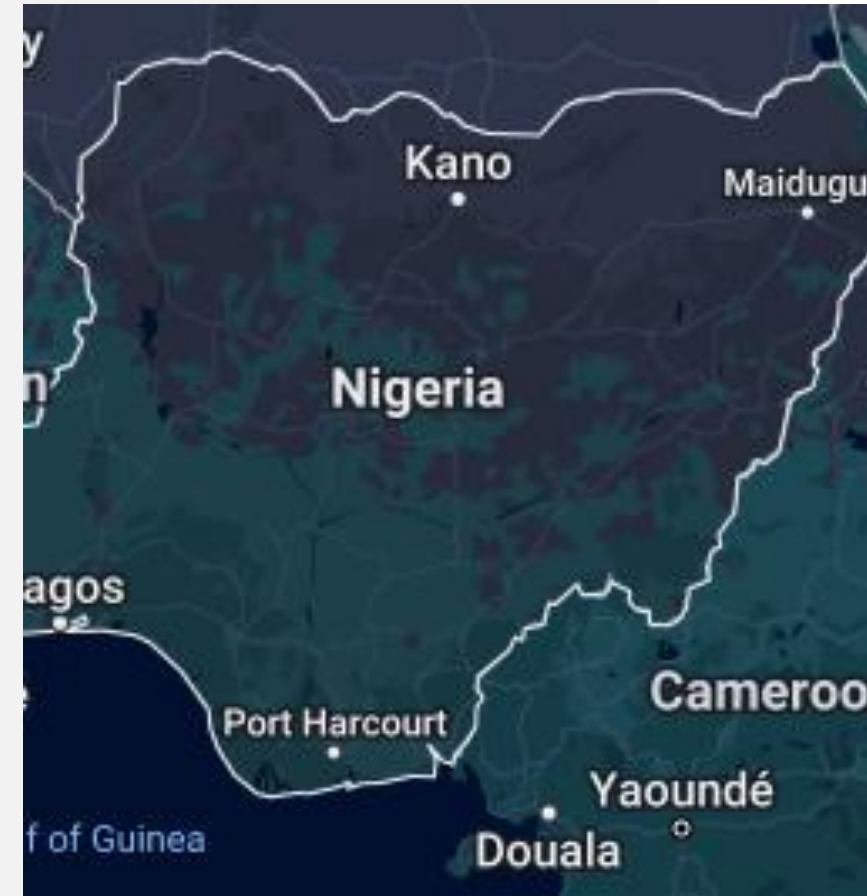 y
Kano
Maidugu
Nigeria
n
agos
Cameroo
Port Harcourt
Yaoundé
f of Guinea
Douala